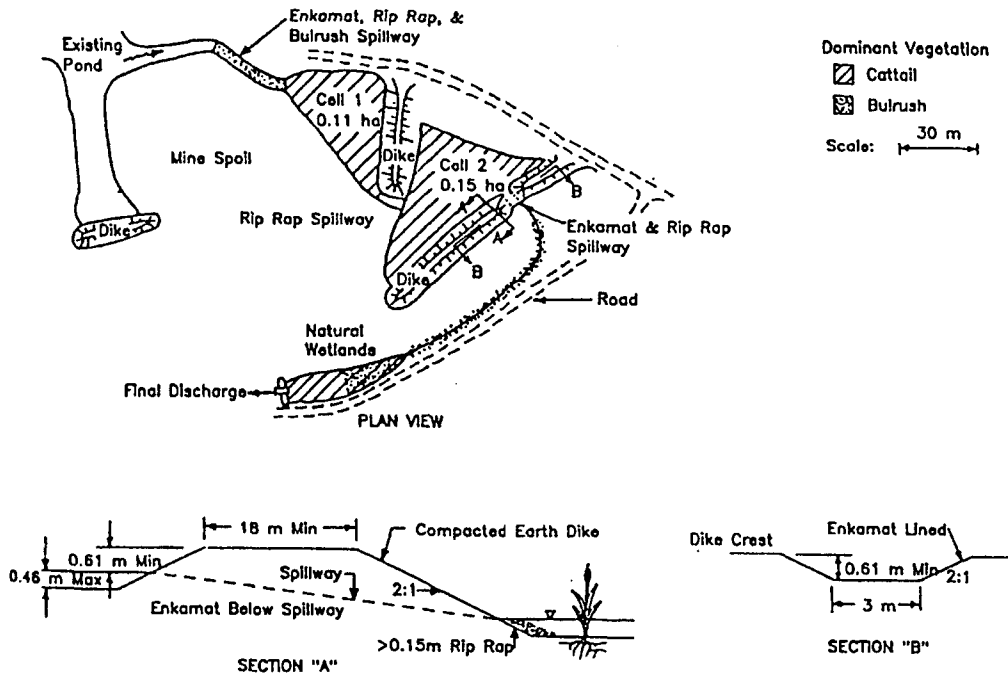 Enkamat, Rip Rap, &
Bulrush Spillway
Existing
Pond
Dominant Vegetation
Cattail
Bulrush
Scale:
30 m
Cell 1
0.11 ha
Mine Spoil
Dike
Cell 2
0.15 ha
B
Rip Rap Spillway
A
A
Enkamat & Rip Rap
Spillway
Dike
B
Dike
Road
Natural
Wetlands
Final Discharge
PLAN VIEW
18 m Min
Compacted Earth Dike
0.61 m Min
0.46 m Max
Spillway
2:1
Enkamat Below Spillway
>0.15m Rip Rap
SECTION "A"
Dike Crest
Enkamat Lined
0.61 m Min
2:1
3 m
SECTION "B"